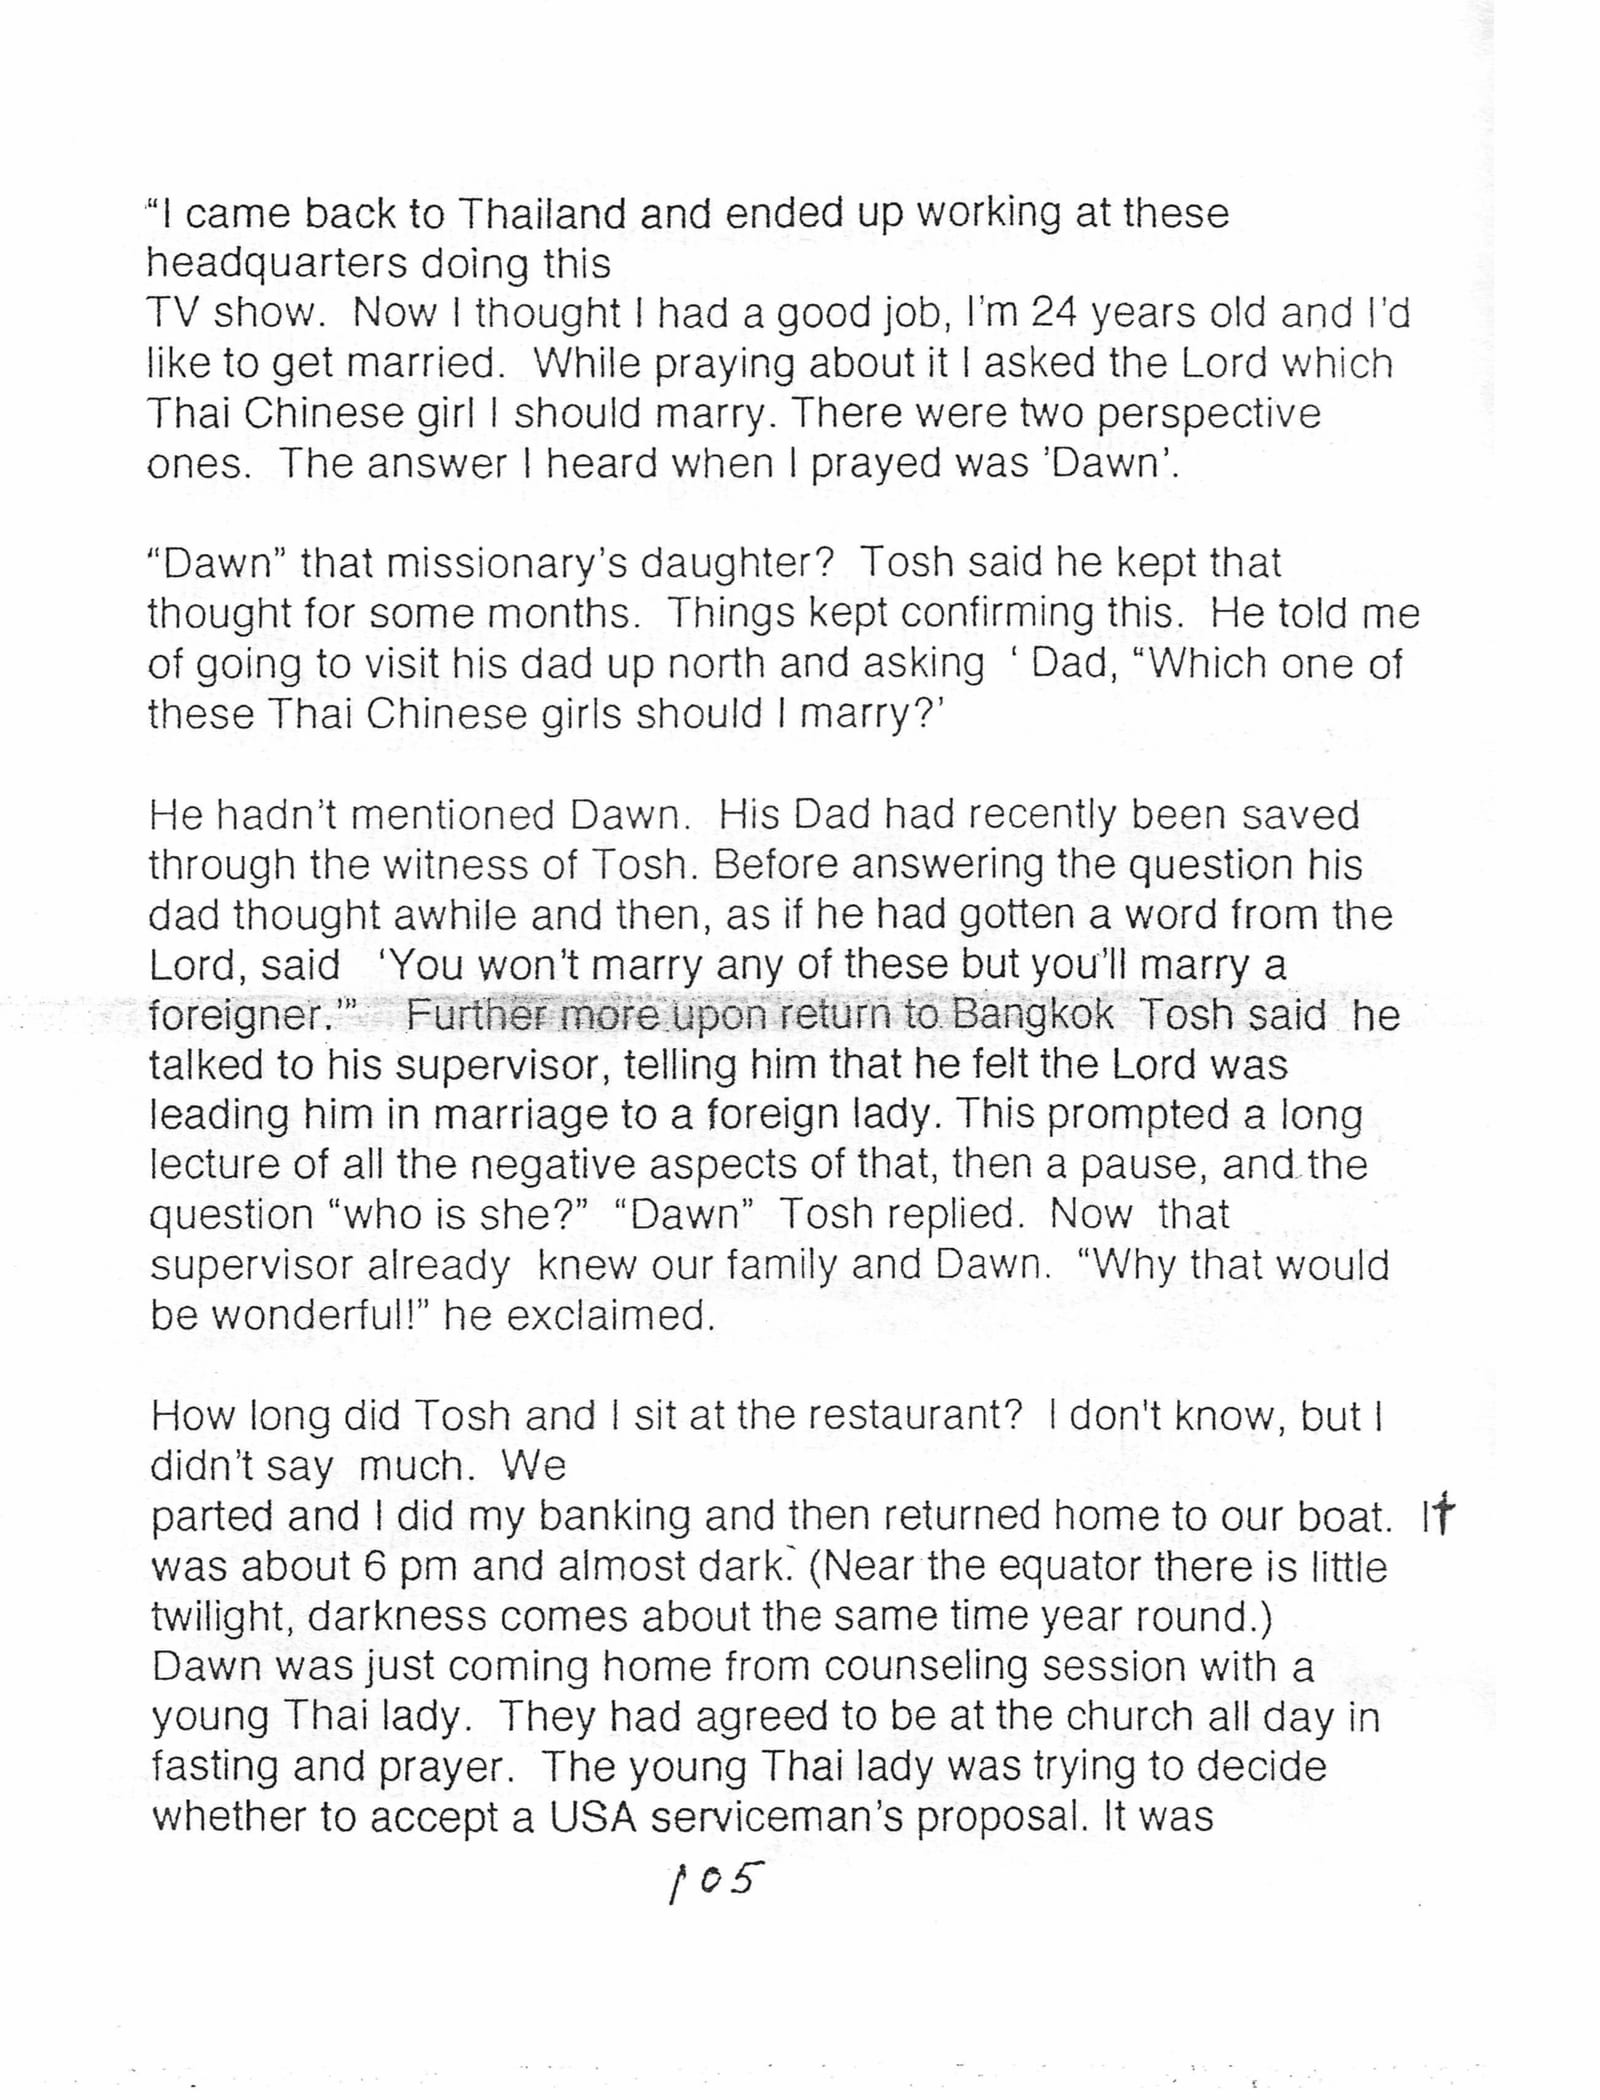 “I came back to Thailand and ended up working at these
headquarters doing this
TV show.  Now I thought I had a good job, I'm 24 years old and I'd
like to get married.  While praying about it I asked the Lord which
Thai Chinese girl I should marry. There were two perspective
ones.  The answer I heard when I prayed was 'Dawn'.

“Dawn” that missionary's daughter?  Tosh said he kept that
thought for some months.  Things kept confirming this.  He told me
of going to visit his dad up north and asking  ‘ Dad, “Which one of
these Thai Chinese girls should I marry?’

He hadn't mentioned Dawn.  His Dad had recently been saved
through the witness of Tosh. Before answering the question his
dad thought awhile and then, as if he had gotten a word from the
Lord, said   ‘You won't marry any of these but you'll marry a
foreigner.’”    Further more upon return to Bangkok  Tosh said  he
talked to his supervisor, telling him that he felt the Lord was
leading him in marriage to a foreign lady. This prompted a long
lecture of all the negative aspects of that, then a pause, and the
question “who is she?”  “Dawn”  Tosh replied.  Now  that
supervisor already  knew our family and Dawn.  “Why that would
be wonderful!” he exclaimed.

How long did Tosh and I sit at the restaurant?  I don't know, but I
didn't say  much.  We
parted and I did my banking and then returned home to our boat.  It
was about 6 pm and almost dark. (Near the equator there is little
twilight, darkness comes about the same time year round.)
Dawn was just coming home from counseling session with a
young Thai lady.  They had agreed to be at the church all day in
fasting and prayer.  The young Thai lady was trying to decide
whether to accept a USA serviceman's proposal. It was
105